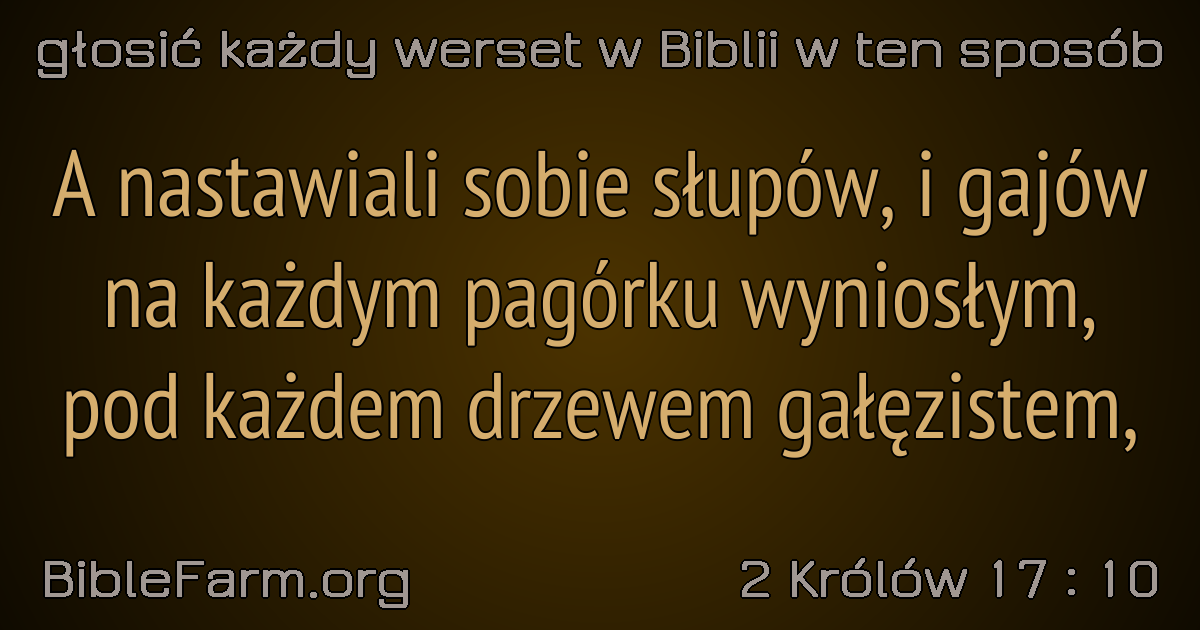 głosić każdy werset w Biblii w ten sposób
A nastawiali sobie słupów, i gajów
na każdym pagórku wyniosłym,
pod każdem drzewem gałęzistem,
BibleFarm.org
2 Królów 17 : 10